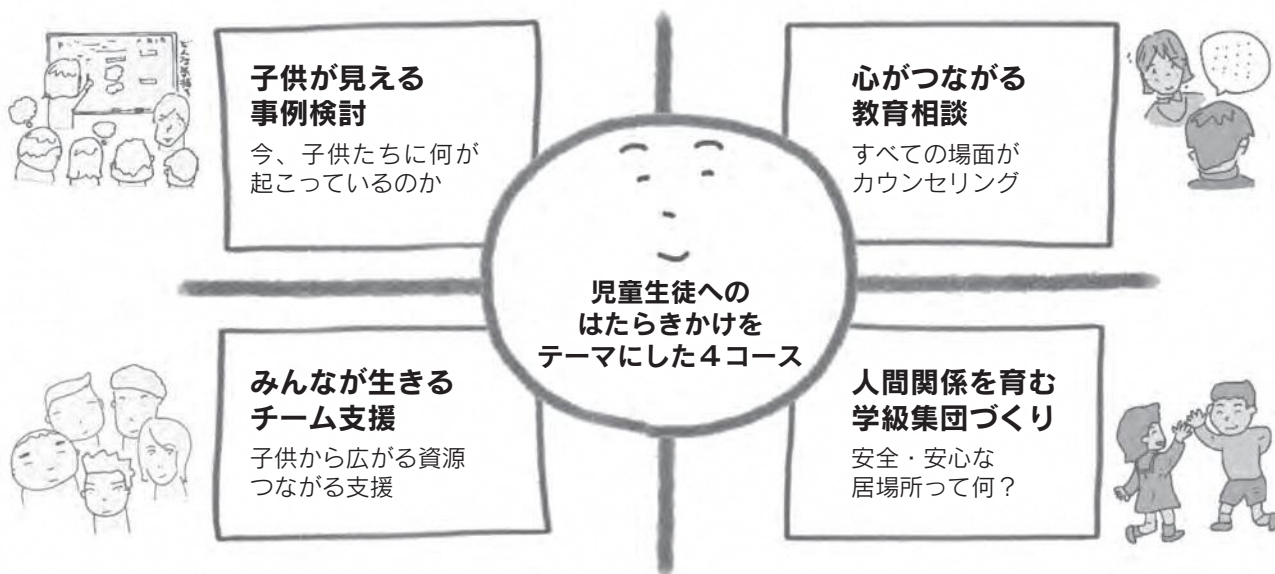 子供が見える
事例検討
今、子供たちに何が
起こっているのか
心がつながる
教育相談
すべての場面が
カウンセリング
児童生徒への
はたらきかけを
テーマにした4コース
みんなが生きる
チーム支援
子供から広がる資源
つながる支援
人間関係を育む
学級集団づくり
安全・安心な
居場所って何?